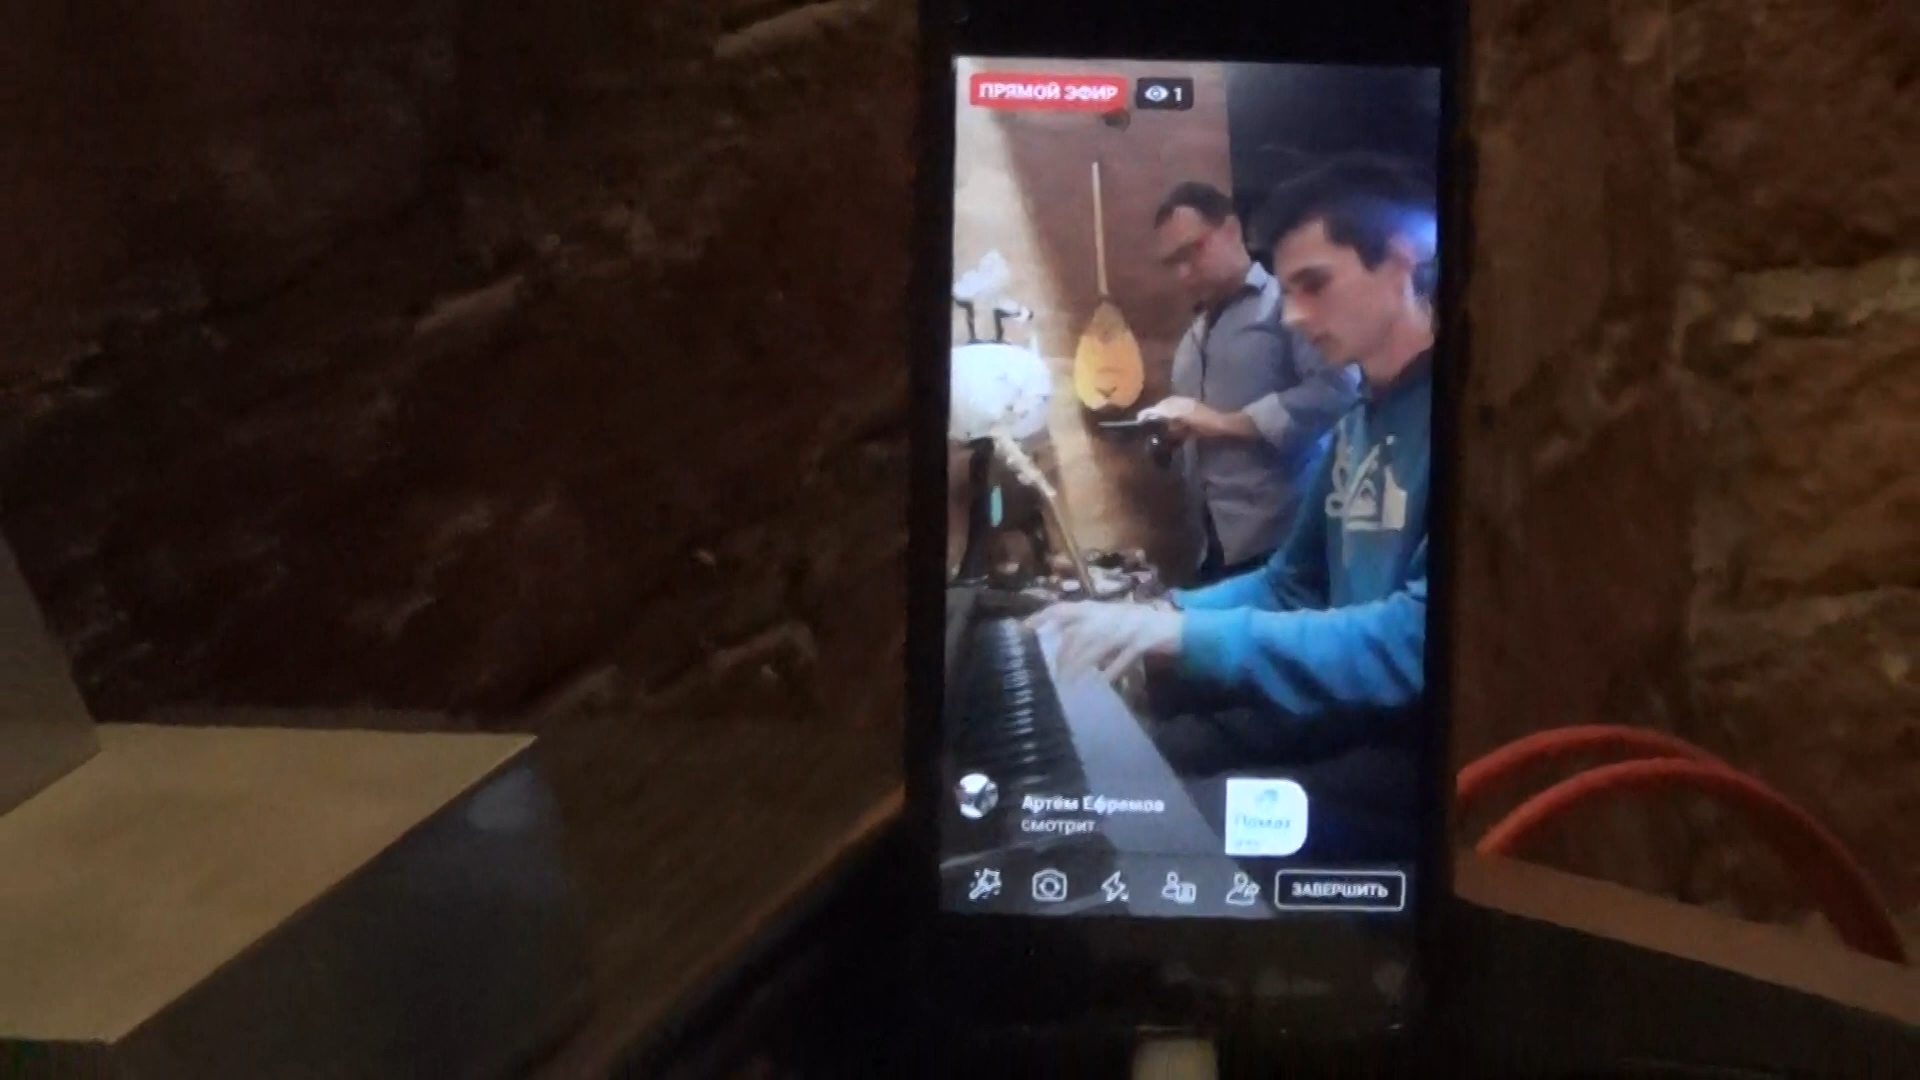 ПРЯМОЙ ЭФИР
1
Артём Ефремов
смотрит
ЗАВЕРШИТЬ